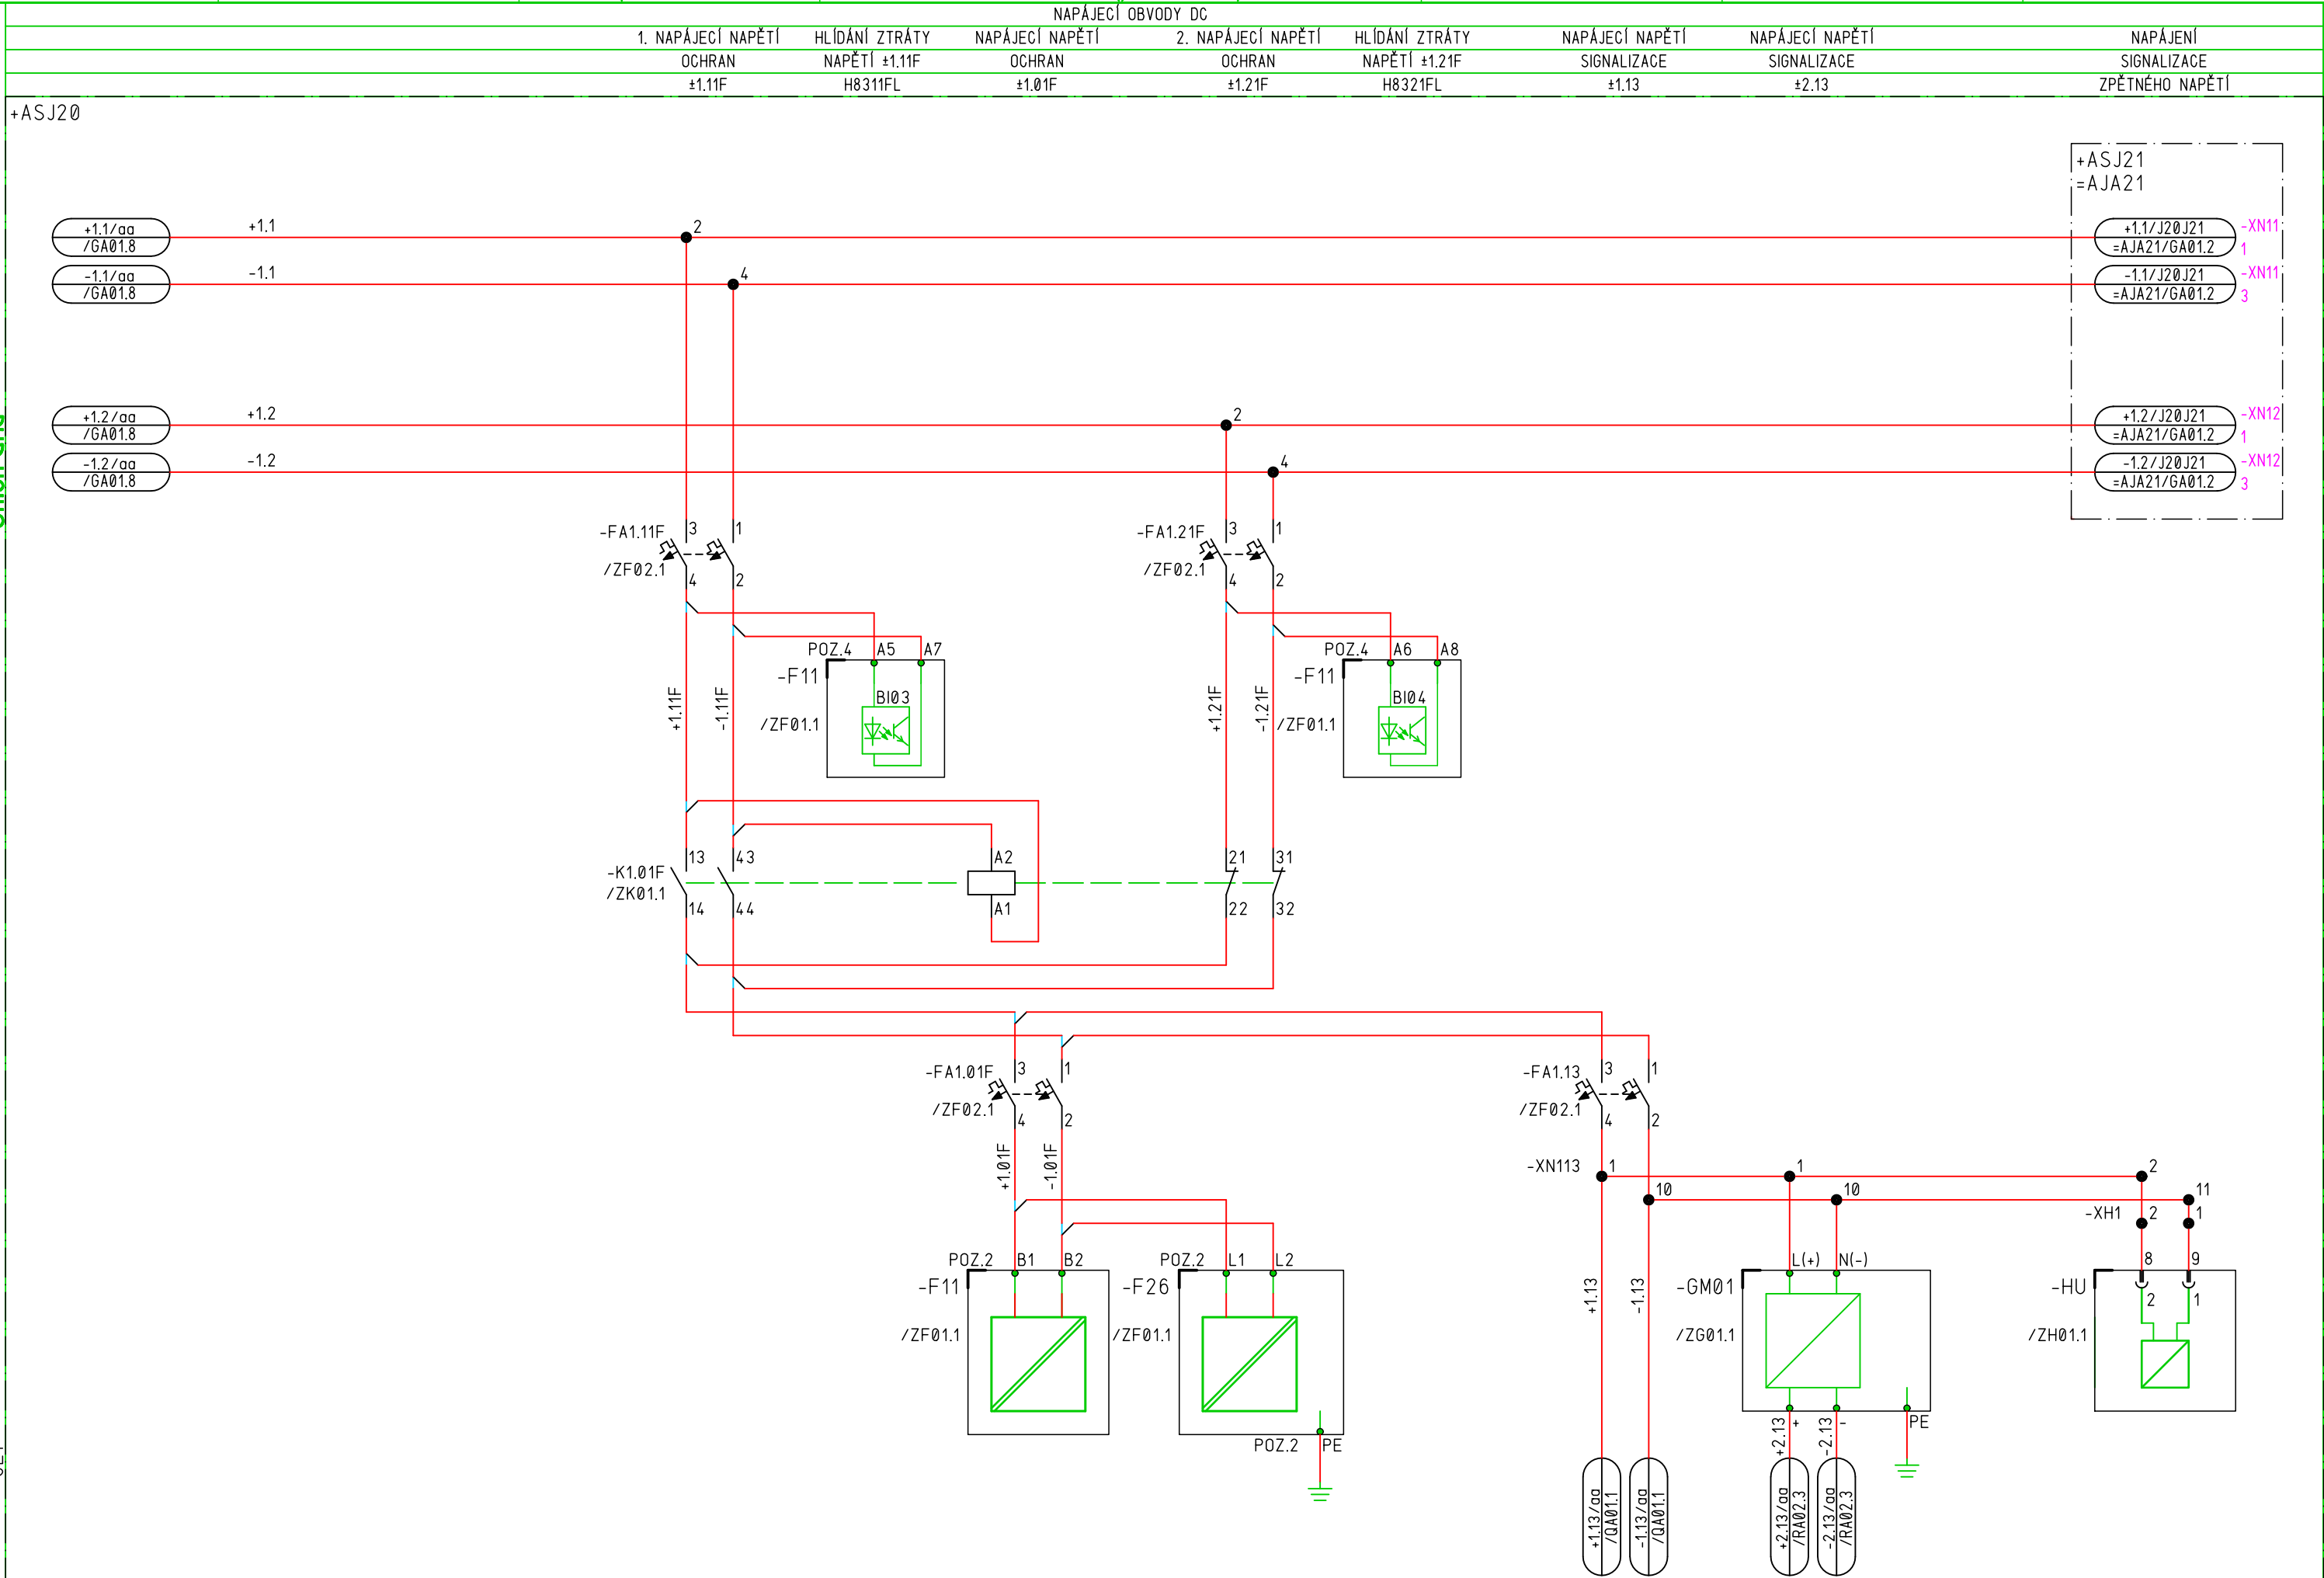 NAPÁJECÍ OBVODY DC
1. NAPÁJECÍ NAPĚTÍ HLÍDÁNÍ ZTRÁTY NAPÁJECÍ NAPĚTÍ 2. NAPÁJECÍ NAPĚTÍ HLÍDÁNÍ ZTRÁTY NAPÁJECÍ NAPĚTÍ NAPÁJECÍ NAPĚTÍ NAPÁJENÍ
OCHRAN NAPĚTÍ ±1.11F OCHRAN OCHRAN NAPĚTÍ ±1.21F SIGNALIZACE SIGNALIZACE SIGNALIZACE
±1.11F H8311FL ±1.01F ±1.21F H8321FL ±1.13 ±2.13 ZPĚTNÉHO NAPĚTÍ
+ASJ20
+ASJ21
=AJA21
+1.1/aa +1.1 2 +1.1/J20J21 -XN11
/GA01.8 =AJA21/GA01.2 1
-1.1/aa -1.1 4 -1.1/J20J21 -XN11
/GA01.8 =AJA21/GA01.2 3
+1.2/aa +1.2 2 +1.2/J20J21 -XN12
/GA01.8 =AJA21/GA01.2 1
-1.2/aa -1.2 4 -1.2/J20J21 -XN12
/GA01.8 =AJA21/GA01.2 3
-FA1.11F 3 1 -FA1.21F 3 1
/ZF02.1 4 2 /ZF02.1 4 2
POZ.4 A5 A7 POZ.4 A6 A8
-F11 -F11
+1.11F -1.11F BI03 +1.21F -1.21F BI04
/ZF01.1 /ZF01.1
13 43 A2 21 31
-K1.01F
/ZK01.1
14 44 A1 22 32
-FA1.01F 3 1 -FA1.13 3 1
/ZF02.1 4 2 /ZF02.1 4 2
+1.01F -1.01F -XN113 1 1 2
10 10 11
-XH1 2 1
POZ.2 B1 B2 POZ.2 L1 L2 L(+) N(-) 8 9
-F11 -F26 +1.13 -1.13 -GM01 -HU 2 1
/ZF01.1 /ZF01.1 /ZG01.1 /ZH01.1
POZ.2 PE +2.13 + -2.13 - PE
+1.13/aa
/QA01.1
-1.13/aa
/QA01.1
+2.13/aa
/RA02.3
-2.13/aa
/RA02.3